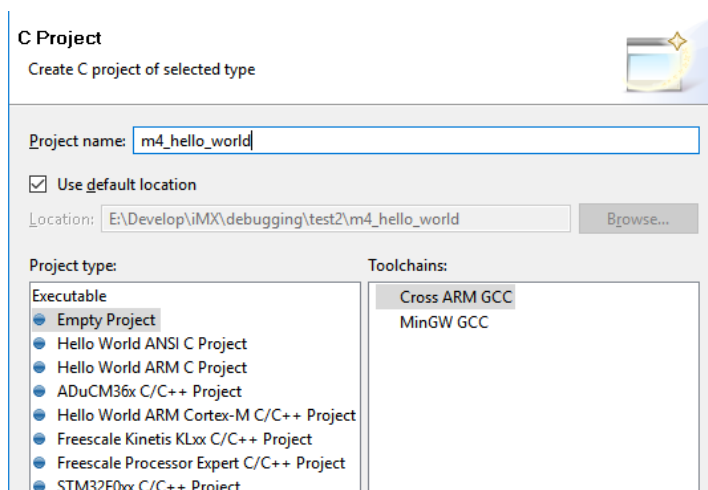 C Project
Create C project of selected type
Project name: m4_hello_world
Use default location
Location: E:\Develop\iMX\debugging\test2\m4_hello_world Browse...
Project type:
Executable
Empty Project
Hello World ANSI C Project
Hello World ARM C Project
ADuCM36x C/C++ Project
Hello World ARM Cortex-M C/C++ Project
Freescale Kinetis KLxx C/C++ Project
Freescale Processor Expert C/C++ Project
STM32F0xx C/C++ Project
Toolchains:
Cross ARM GCC
MinGW GCC